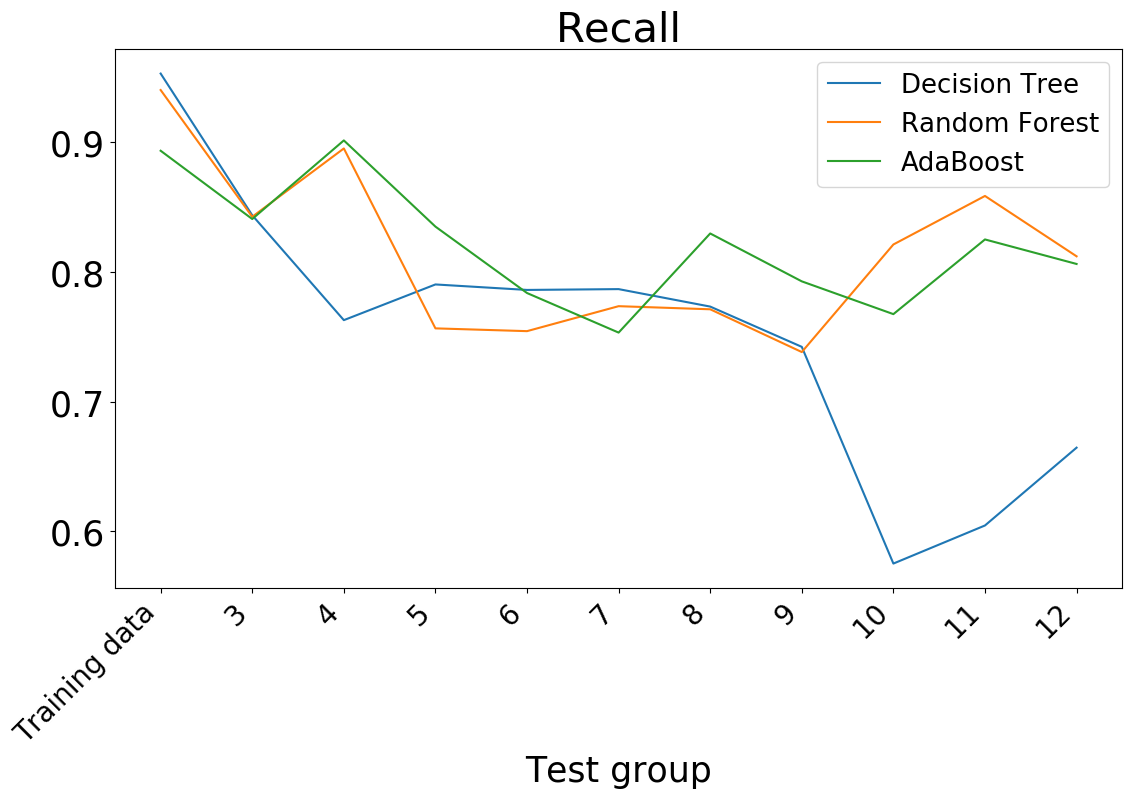 Recall
Decision Tree
Random Forest
AdaBoost
0.9
0.8
0.7
0.6
Training data
3
4
5
6
7
8
9
10
11
12
Test group